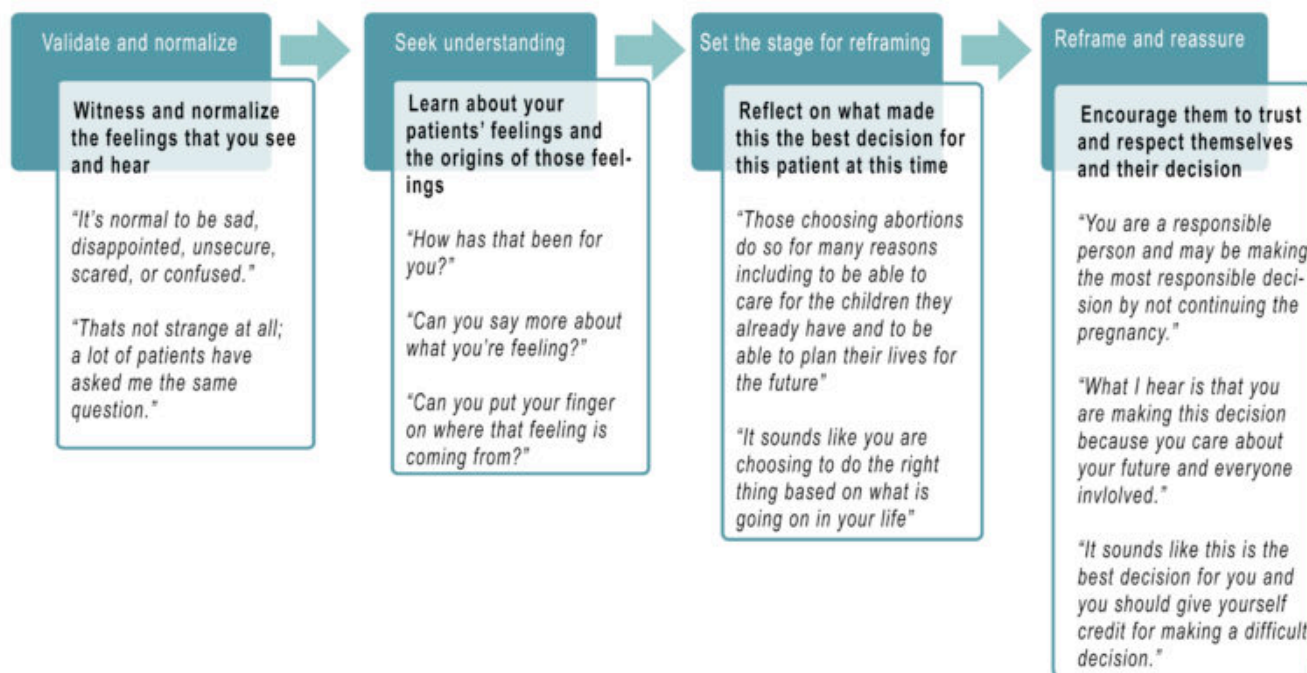 Validate and normalize
Witness and normalize
the feelings that you see
and hear
“It’s normal to be sad,
disappointed, unsecure,
scared, or confused.”
“Thats not strange at all;
a lot of patients have
asked me the same
question.”
Seek understanding
Learn about your
patients’ feelings and
the origins of those feel-
ings
“How has that been for
you?”
“Can you say more about
what you’re feeling?”
“Can you put your finger
on where that feeling is
coming from?”
Set the stage for reframing
Reflect on what made
this the best decision for
this patient at this time
“Those choosing abortions
do so for many reasons
including to be able to
care for the children they
already have and to be
able to plan their lives for
the future”
“It sounds like you are
choosing to do the right
thing based on what is
going on in your life”
Reframe and reassure
Encourage them to trust
and respect themselves
and their decision
“You are a responsible
person and may be making
the most responsible deci-
sion by not continuing the
pregnancy.”
“What I hear is that you
are making this decision
because you care about
your future and everyone
invlolved.”
“It sounds like this is the
best decision for you and
you should give yourself
credit for making a difficult
decision.”